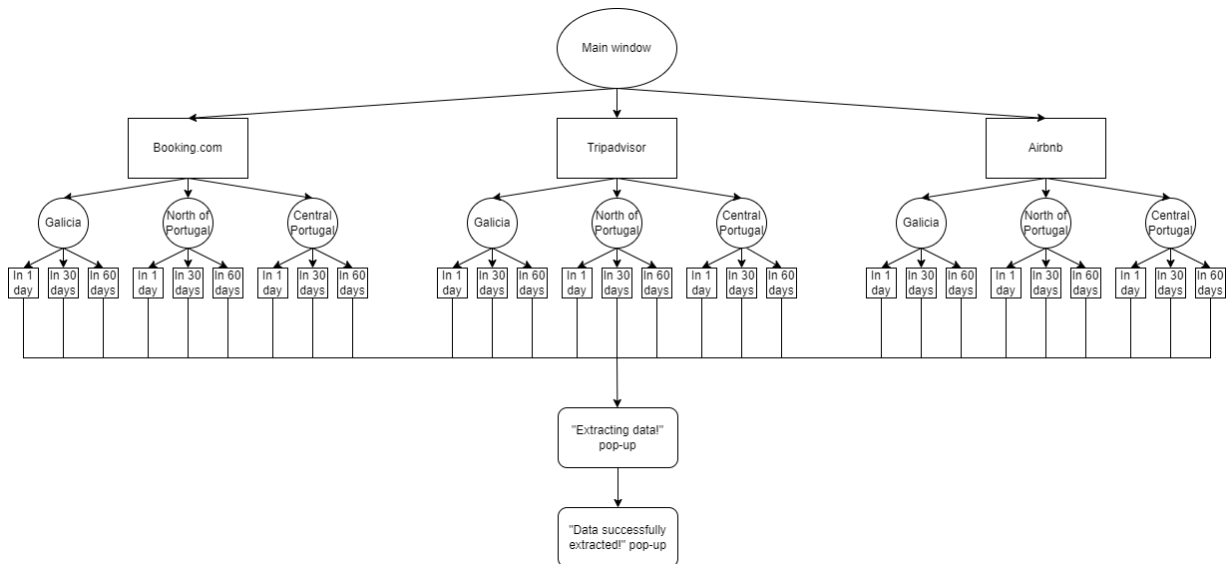 Main window
Booking.com
Tripadvisor
Airbnb
Galicia
North of
Portugal
Central
Portugal
Galicia
North of
Portugal
Central
Portugal
Galicia
North of
Portugal
Central
Portugal
In 1
day
In 30
days
In 60
days
In 1
day
In 30
days
In 60
days
In 1
day
In 30
days
In 60
days
In 1
day
In 30
days
In 60
days
In 1
day
In 30
days
In 60
days
In 1
day
In 30
days
In 60
days
In 1
day
In 30
days
In 60
days
In 1
day
In 30
days
In 60
days
In 1
day
In 30
days
In 60
days
"Extracting data!"
pop-up
"Data successfully
extracted!" pop-up